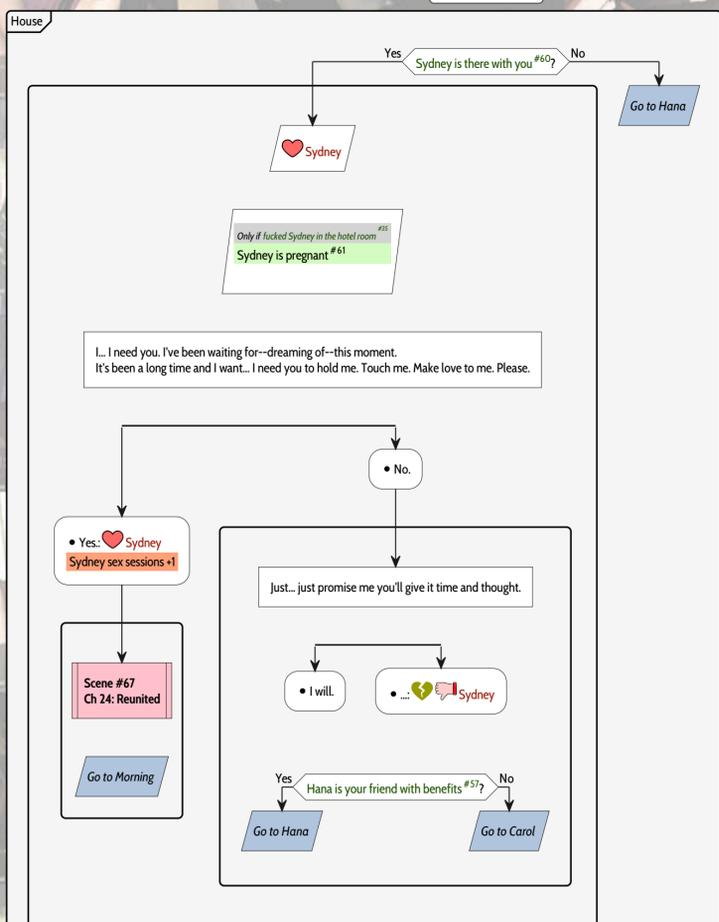 House
Yes
Sydney is there with you #60?
No
Go to Hana
Sydney
Only if fucked Sydney in the hotel room #35
Sydney is pregnant #61
I... I need you. I've been waiting for--dreaming of--this moment.
It's been a long time and I want... I need you to hold me. Touch me. Make love to me. Please.
• No.
• Yes.: Sydney
Sydney sex sessions +1
Just... just promise me you'll give it time and thought.
Scene #67
Ch 24: Reunited
• I will.
• ...: Sydney
Go to Morning
Yes
Hana is your friend with benefits #57?
No
Go to Hana
Go to Carol